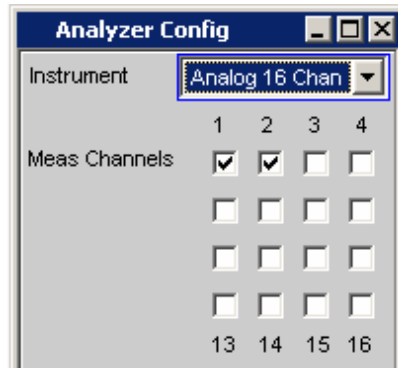 Analyzer Config
Instrument Analog 16 Chan
1 2 3 4
Meas Channels
13 14 15 16